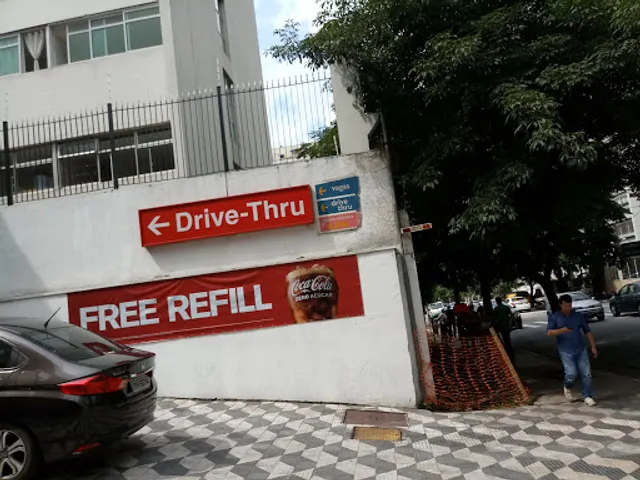 ← Drive-Thru
← vagas
← drive
thru
FREE REFILL
Coca-Cola
ZERO AÇÚCAR